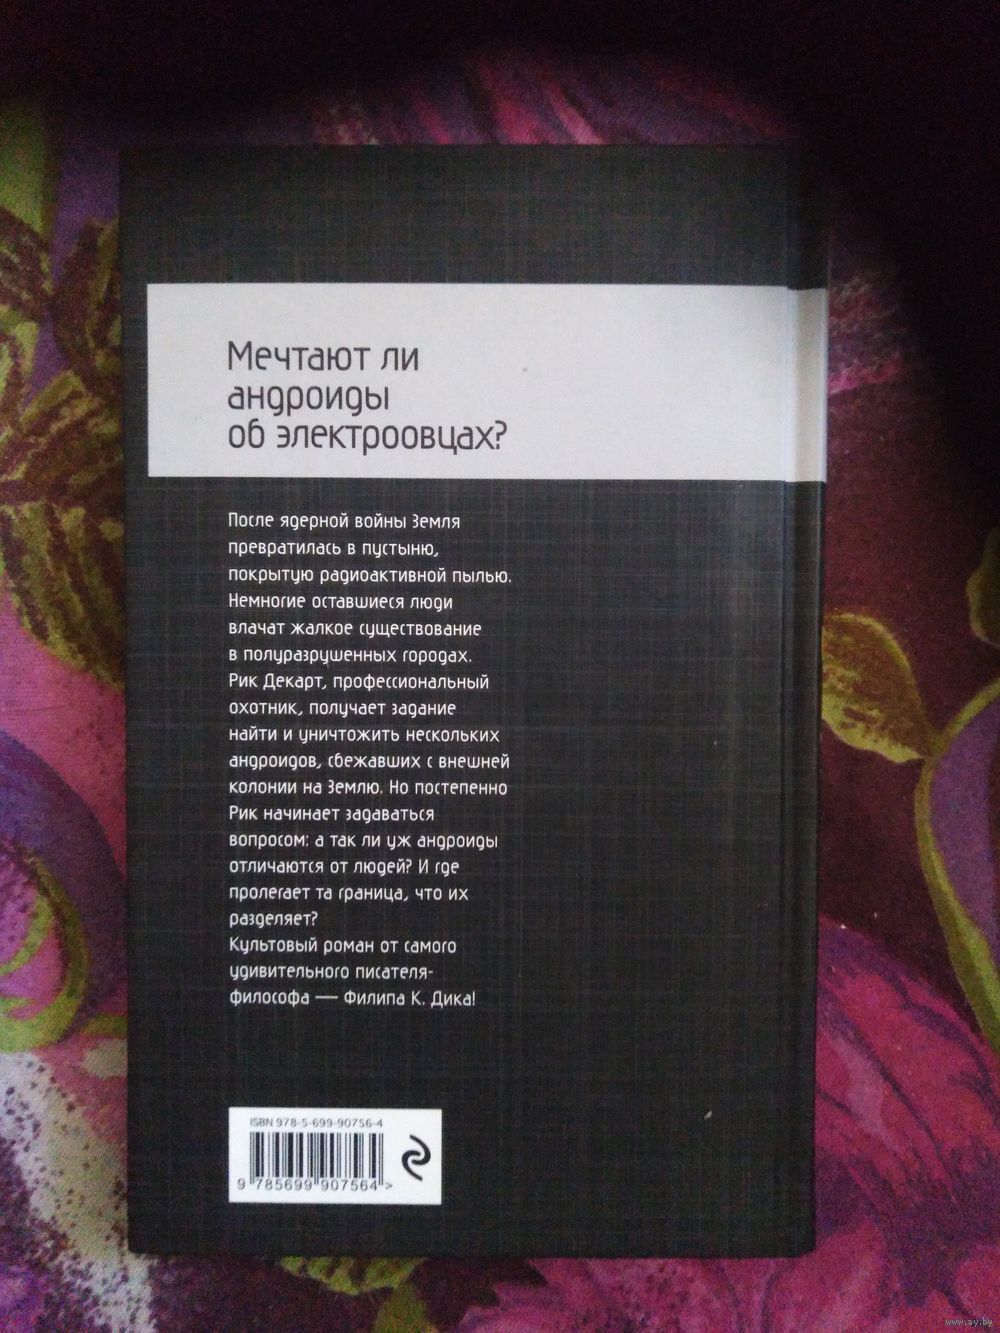 Мечтают ли
андроиды
об электроовцах?
После ядерной войны Земля
превратилась в пустыню,
покрытую радиоактивной пылью.
Немногие оставшиеся люди
влачат жалкое существование
в полуразрушенных городах.
Рик Декарт, профессиональный
охотник, получает задание
найти и уничтожить нескольких
андроидов, сбежавших с внешней
колонии на Землю. Но постепенно
Рик начинает задаваться
вопросом: а так ли уж андроиды
отличаются от людей? И где
пролегает та граница, что их
разделяет?
Культовый роман от самого
удивительного писателя-
философа — Филипа К. Дика!
ISBN 978-5-699-90756-4
9 785699 907564 >
www.ay.by